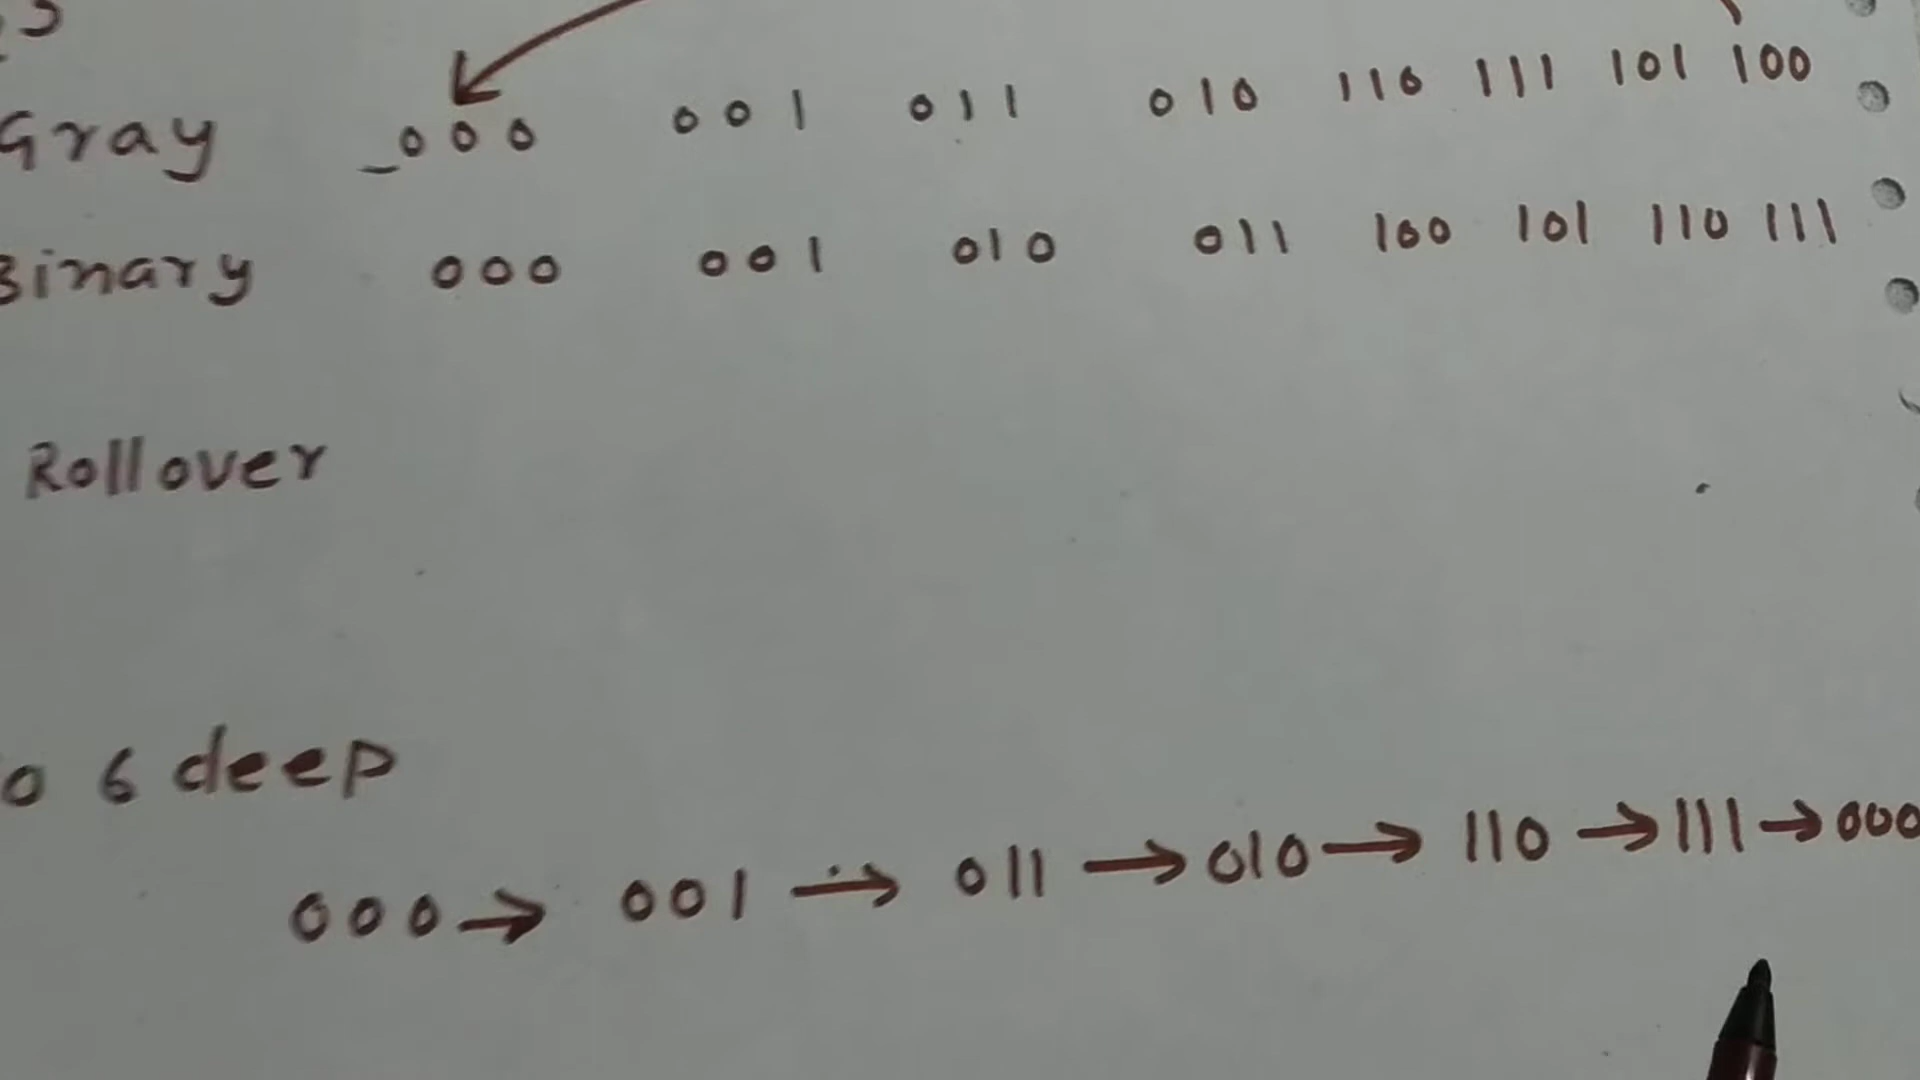 Gray 000 001 011 010 110 111 101 100
Binary 000 001 010 011 100 101 110 111
Rollover
6 deep
000 → 001 → 011 → 010 → 110 → 111 → 000